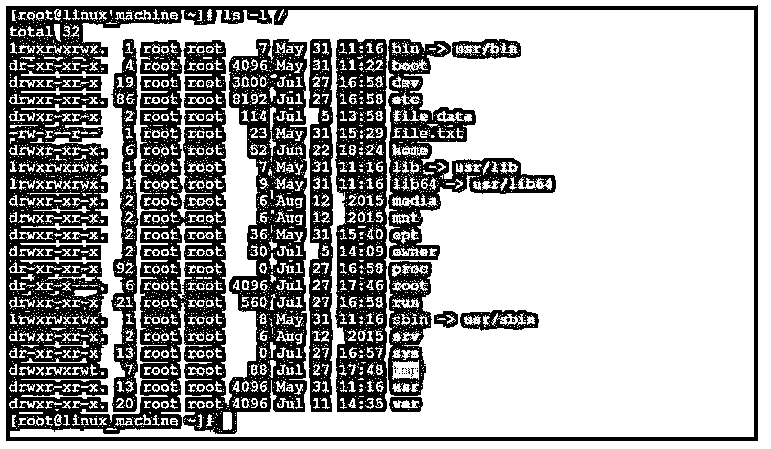 [root@linux_machine ~]# ls -l /
total 32
lrwxrwxrwx. 1 root root 7 May 31 11:16 bin -> usr/bin
dr-xr-xr-x. 4 root root 4096 May 31 11:22 boot
drwxr-xr-x 19 root root 3000 Jul 27 16:58 dev
drwxr-xr-x. 86 root root 8192 Jul 27 16:58 etc
drwxr-xr-x 2 root root 114 Jul 5 13:58 file_data
-rw-r--r-- 1 root root 23 May 31 15:29 file.txt
drwxr-xr-x. 6 root root 52 Jun 22 18:24 home
lrwxrwxrwx. 1 root root 7 May 31 11:16 lib -> usr/lib
lrwxrwxrwx. 1 root root 9 May 31 11:16 lib64 -> usr/lib64
drwxr-xr-x. 2 root root 6 Aug 12 2015 media
drwxr-xr-x. 2 root root 6 Aug 12 2015 mnt
drwxr-xr-x. 2 root root 36 May 31 15:40 opt
drwxr-xr-x 2 root root 30 Jul 5 14:09 owner
dr-xr-xr-x 92 root root 0 Jul 27 16:58 proc
dr-xr-x---. 6 root root 4096 Jul 27 17:46 root
drwxr-xr-x 21 root root 560 Jul 27 16:58 run
lrwxrwxrwx. 1 root root 8 May 31 11:16 sbin -> usr/sbin
drwxr-xr-x. 2 root root 6 Aug 12 2015 srv
dr-xr-xr-x 13 root root 0 Jul 27 16:57 sys
drwxrwxrwt. 7 root root 88 Jul 27 17:48 tmp
drwxr-xr-x. 13 root root 4096 May 31 11:16 usr
drwxr-xr-x. 20 root root 4096 Jul 11 14:35 var
[root@linux_machine ~]#